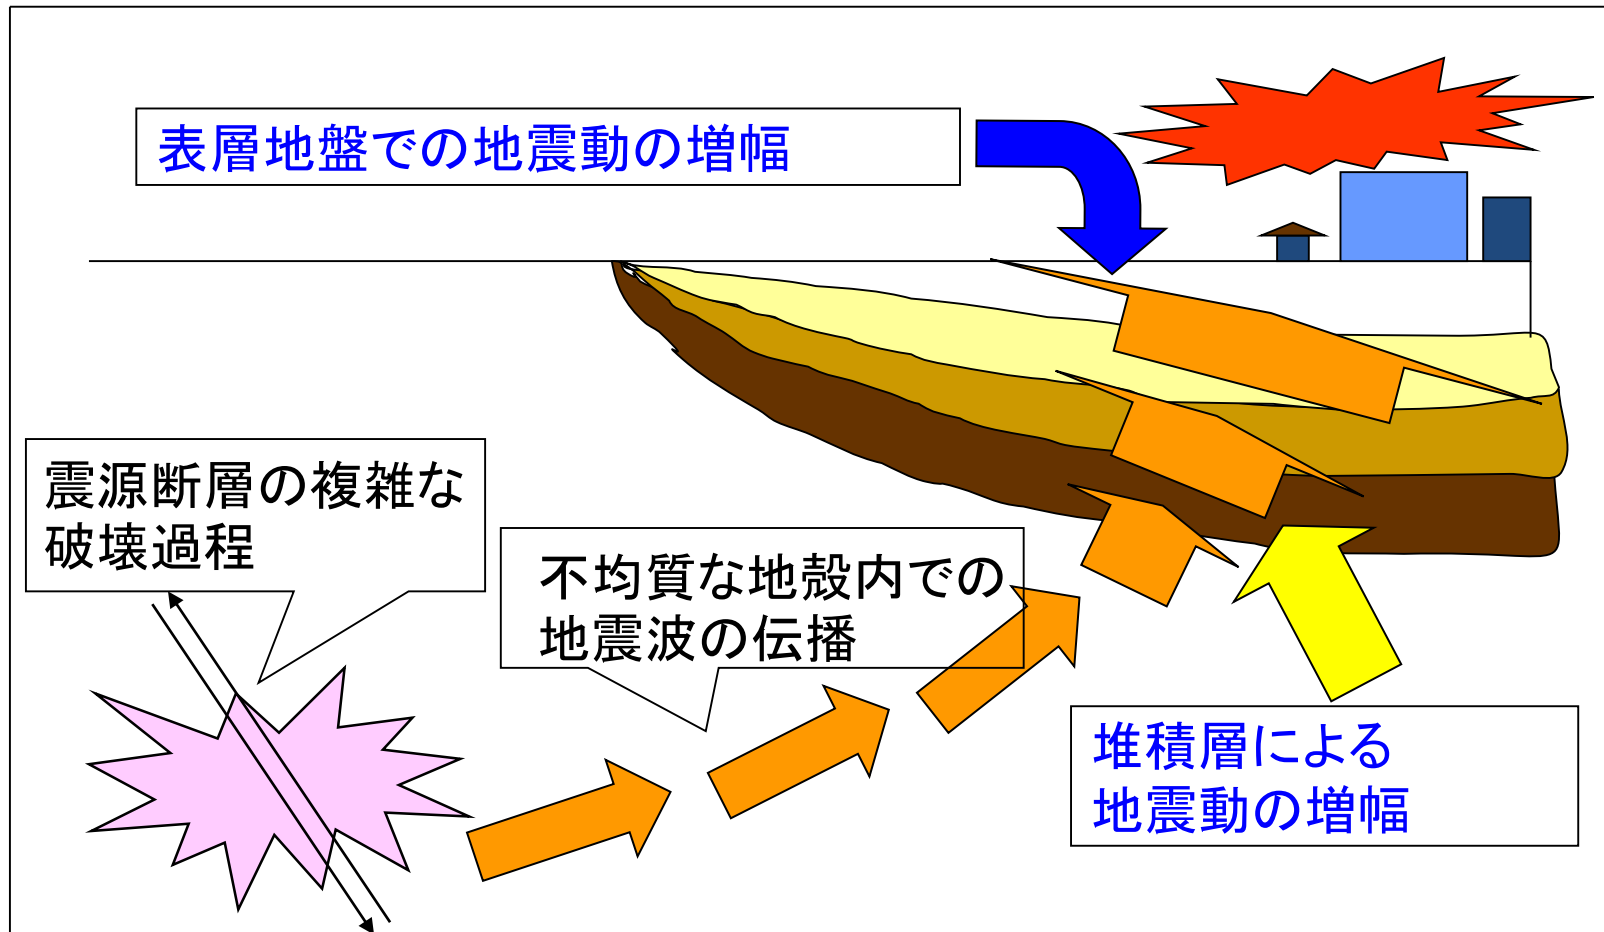 表層地盤での地震動の増幅
震源断層の複雑な
破壊過程
不均質な地殻内での
地震波の伝播
堆積層による
地震動の増幅